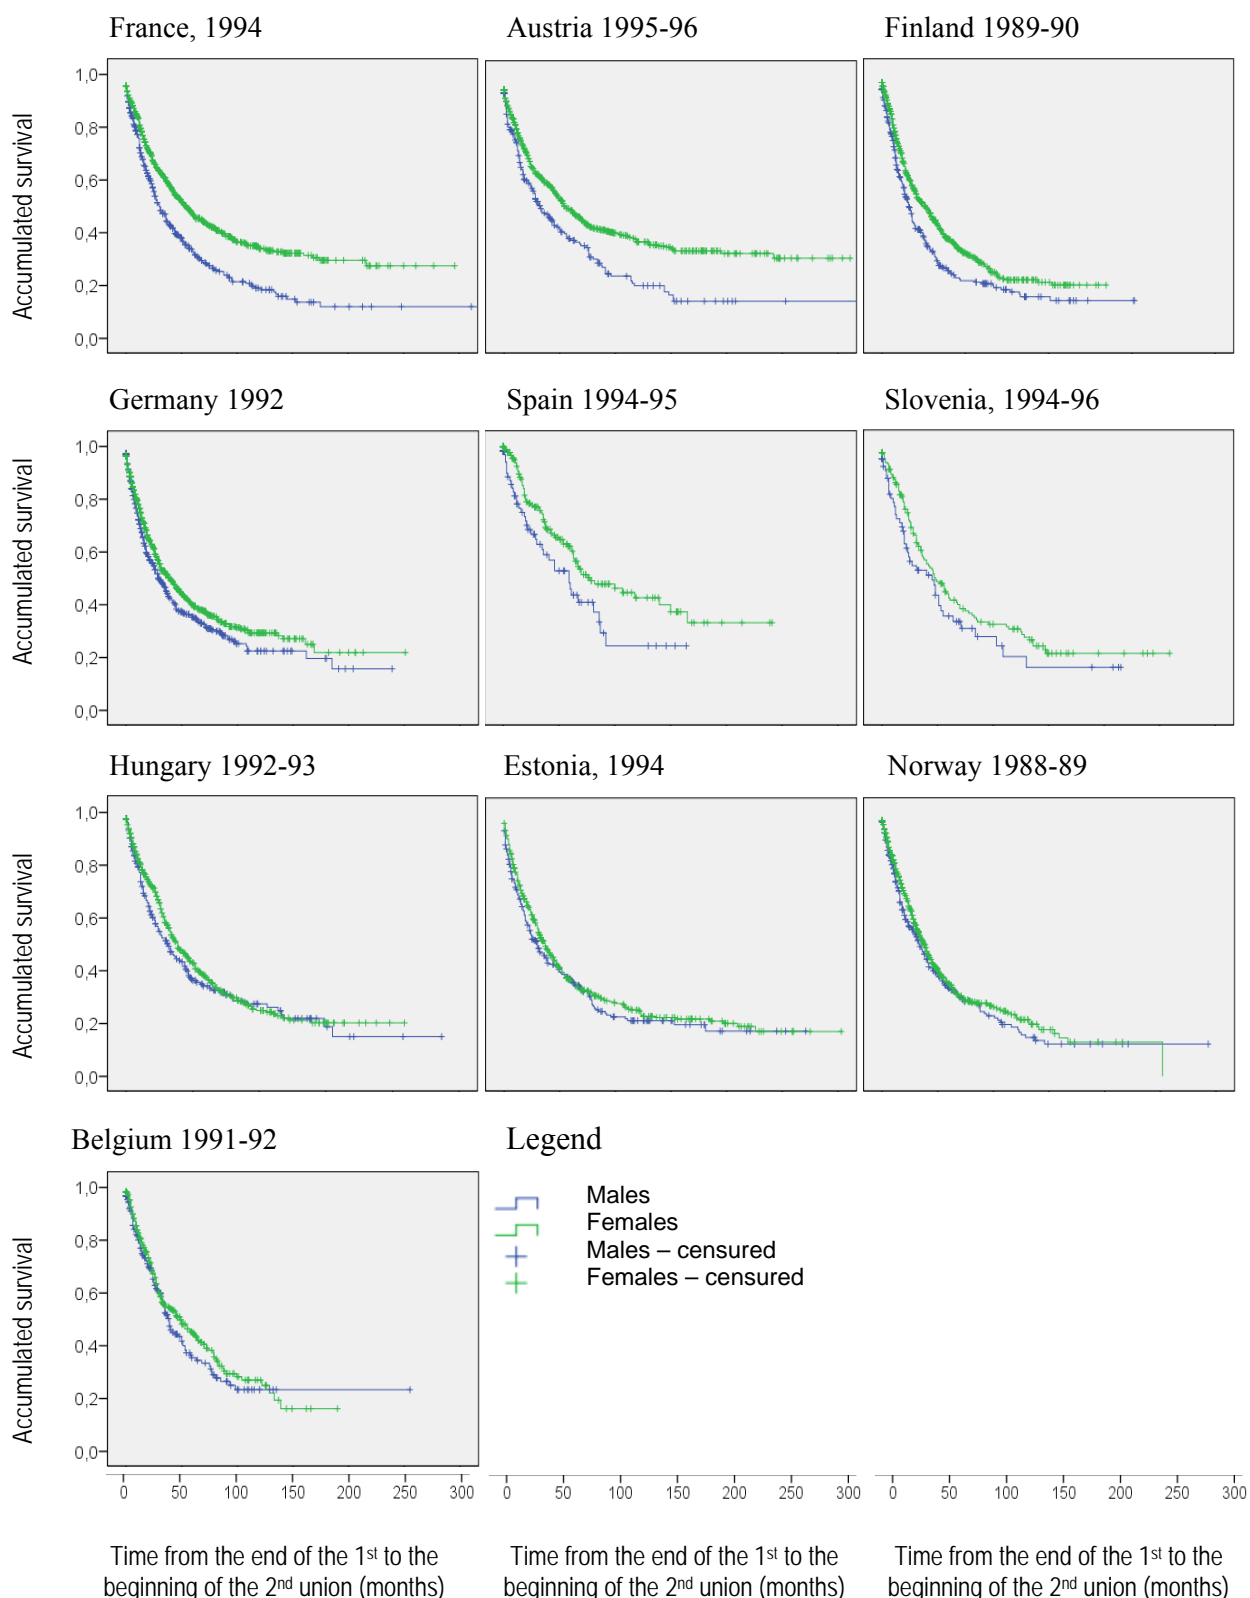 France, 1994
Austria 1995-96
Finland 1989-90
Accumulated survival
1,0
0,8
0,6
0,4
0,2
0,0
Germany 1992
Spain 1994-95
Slovenia, 1994-96
Accumulated survival
1,0
0,8
0,6
0,4
0,2
0,0
Hungary 1992-93
Estonia, 1994
Norway 1988-89
Accumulated survival
1,0
0,8
0,6
0,4
0,2
0,0
Belgium 1991-92
Accumulated survival
1,0
0,8
0,6
0,4
0,2
0,0
Legend
Males
Females
Males – censured
Females – censured
0 50 100 150 200 250 300
0 50 100 150 200 250 300
0 50 100 150 200 250 300
Time from the end of the 1st to the
beginning of the 2nd union (months)
Time from the end of the 1st to the
beginning of the 2nd union (months)
Time from the end of the 1st to the
beginning of the 2nd union (months)